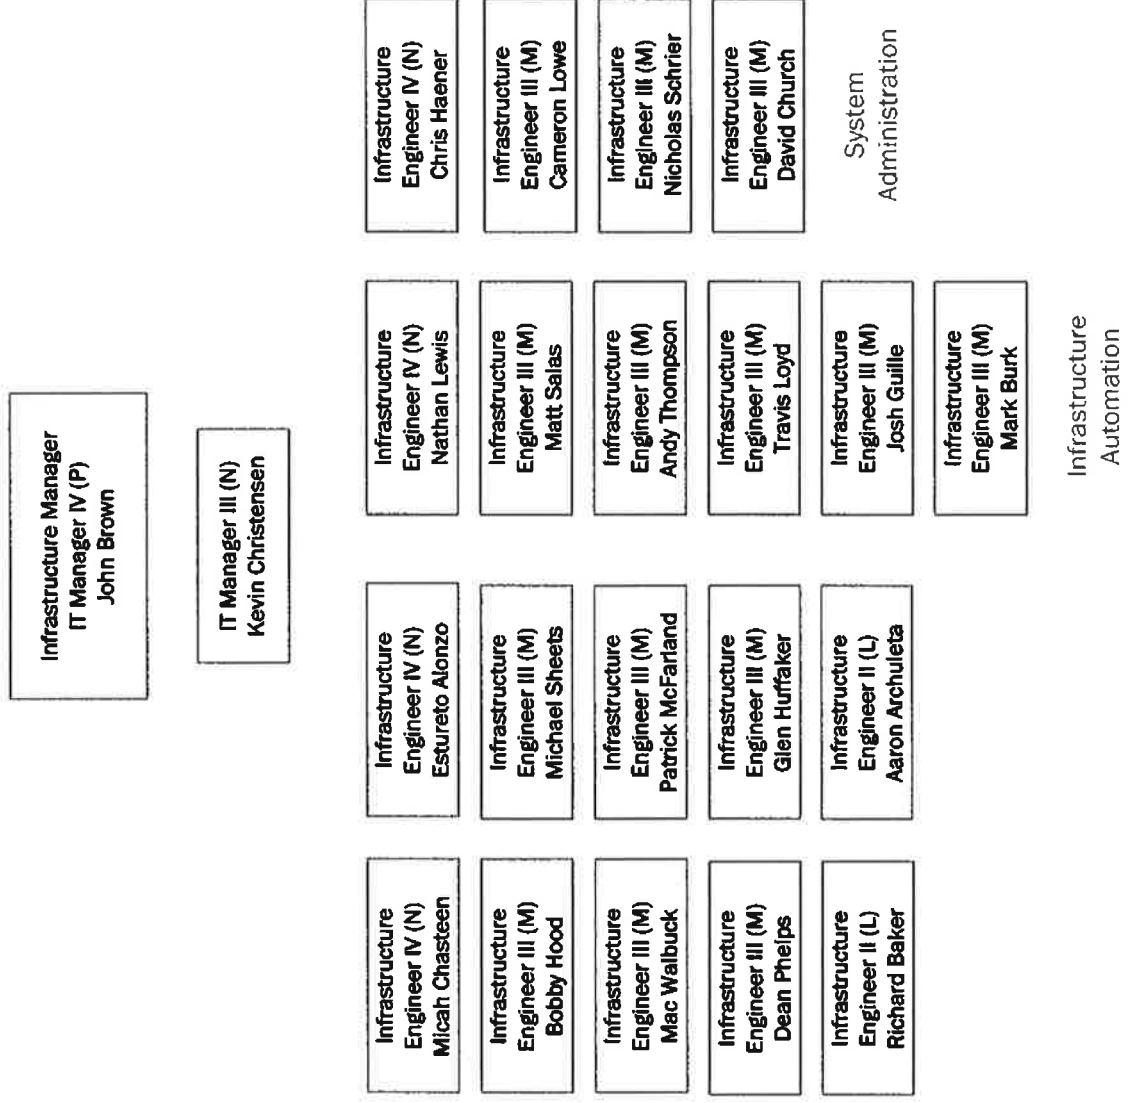 Infrastructure Manager
IT Manager IV (P)
John Brown
IT Manager III (N)
Kevin Christensen
Infrastructure
Engineer IV (N)
Micah Chasteen
Infrastructure
Engineer III (M)
Bobby Hood
Infrastructure
Engineer III (M)
Mac Walbuck
Infrastructure
Engineer III (M)
Dean Phelps
Infrastructure
Engineer II (L)
Richard Baker
Infrastructure
Engineer IV (N)
Estureto Alonzo
Infrastructure
Engineer III (M)
Michael Sheets
Infrastructure
Engineer III (M)
Patrick McFarland
Infrastructure
Engineer III (M)
Glen Huffaker
Infrastructure
Engineer II (L)
Aaron Archuleta
Infrastructure
Engineer IV (N)
Nathan Lewis
Infrastructure
Engineer III (M)
Matt Salas
Infrastructure
Engineer III (M)
Andy Thompson
Infrastructure
Engineer III (M)
Travis Loyd
Infrastructure
Engineer III (M)
Josh Guille
Infrastructure
Engineer III (M)
Mark Burk
Infrastructure
Automation
Infrastructure
Engineer IV (N)
Chris Haener
Infrastructure
Engineer III (M)
Cameron Lowe
Infrastructure
Engineer III (M)
Nicholas Schrier
Infrastructure
Engineer III (M)
David Church
System
Administration